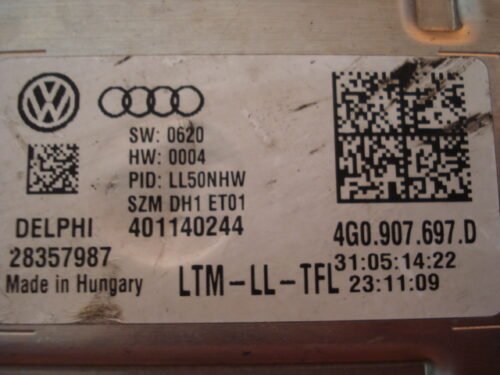 SW: 0620
HW: 0004
PID: LL50NHW
SZM DH1 ET01
401140244
DELPHI
28357987
Made in Hungary
LTM-LL-TFL
4G0.907.697.D
31:05:14:22
23:11:09